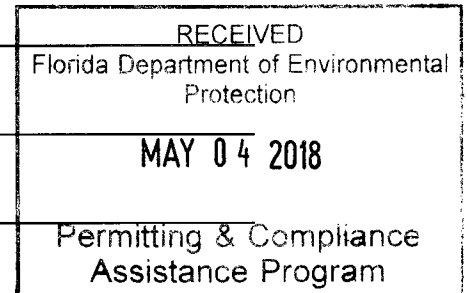 RECEIVED
Florida Department of Environmental
Protection
MAY 04 2018
Permitting & Compliance
Assistance Program